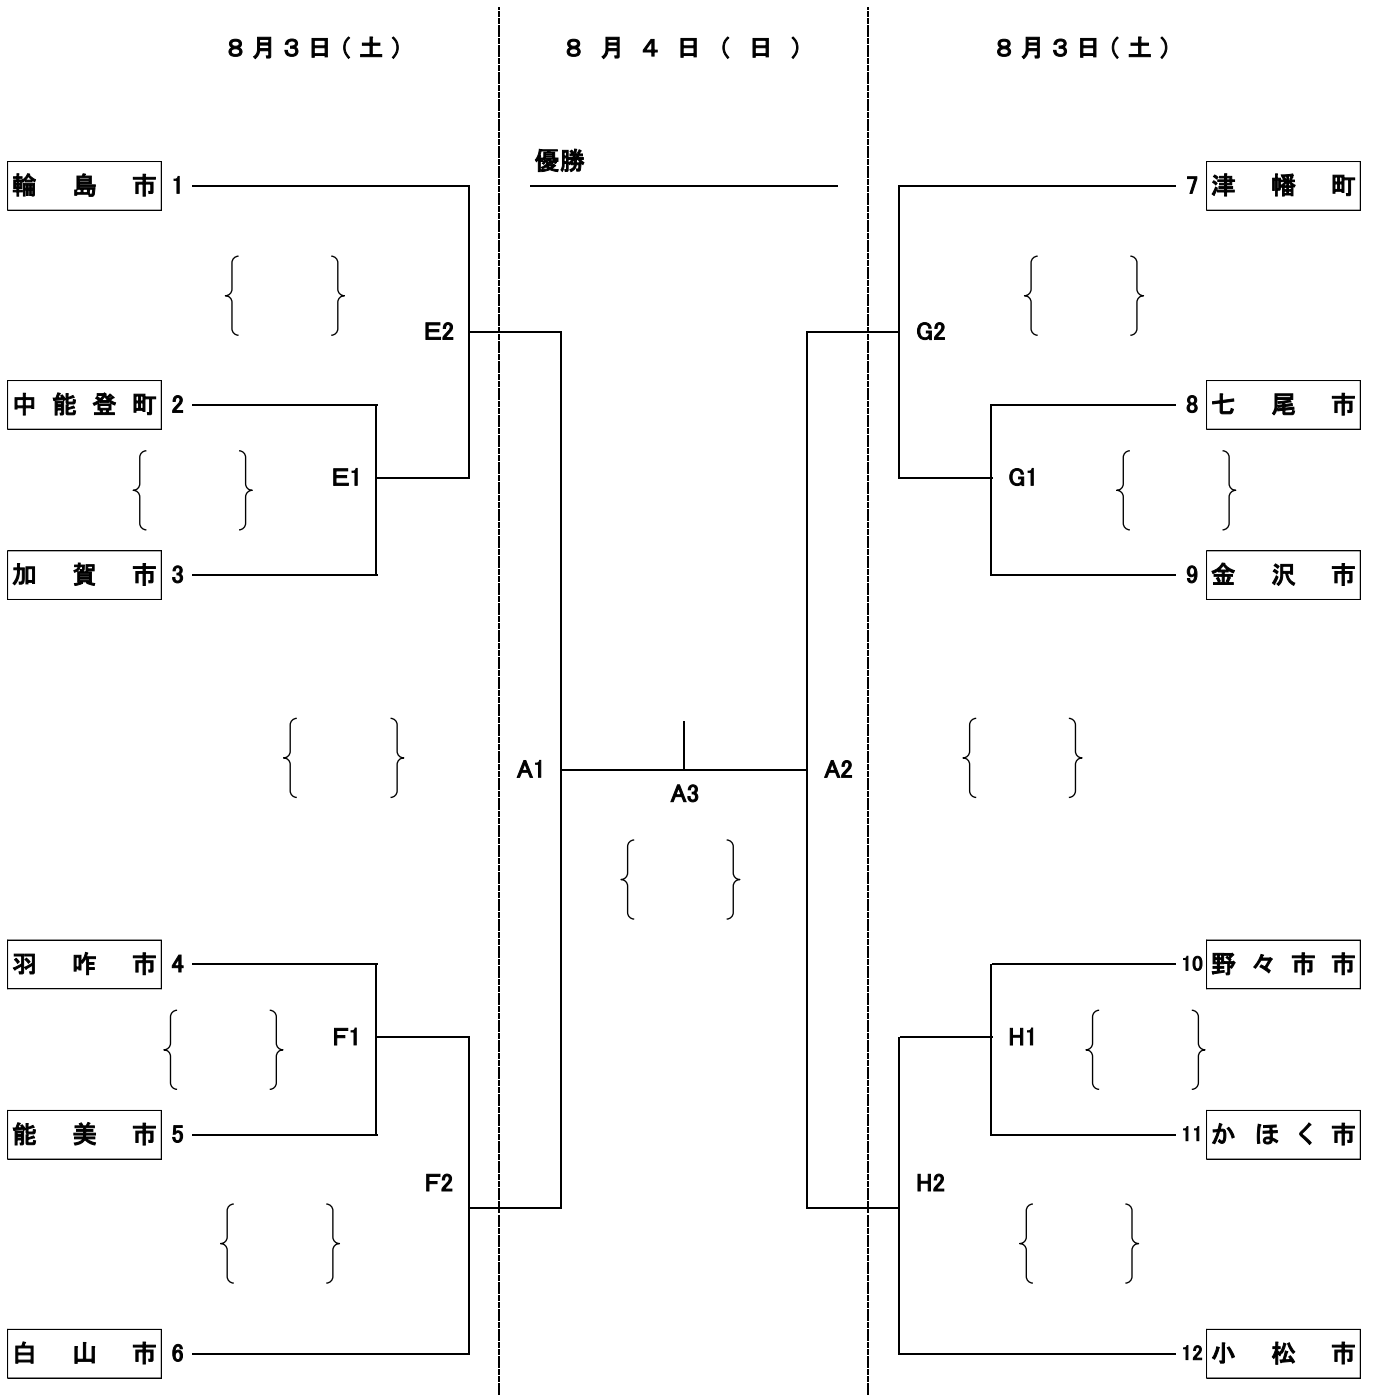 8月3日(土)
8月4日(日)
8月3日(土)
優勝
輪島市 1
7 津幡町
E2
G2
中能登町 2
8 七尾市
E1
G1
加賀市 3
9 金沢市
A1
A2
A3
羽咋市 4
10 野々市市
F1
H1
能美市 5
11 かほく市
F2
H2
白山市 6
12 小松市